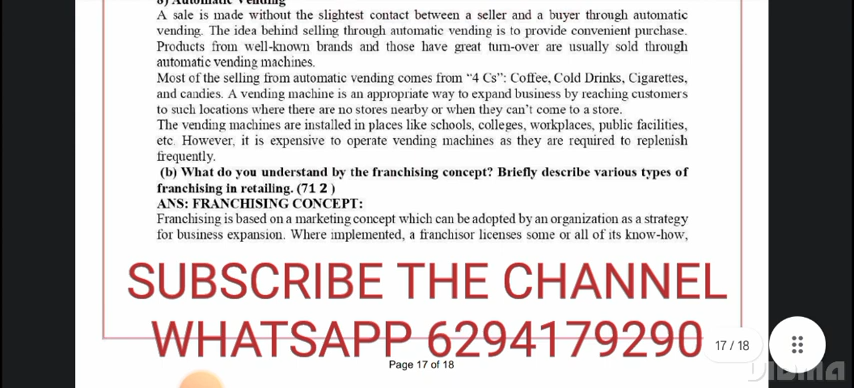 8) Automatic Vending
A sale is made without the slightest contact between a seller and a buyer through automatic
vending. The idea behind selling through automatic vending is to provide convenient purchase.
Products from well-known brands and those have great turn-over are usually sold through
automatic vending machines.
Most of the selling from automatic vending comes from “4 Cs”: Coffee, Cold Drinks, Cigarettes,
and candies. A vending machine is an appropriate way to expand business by reaching customers
to such locations where there are no stores nearby or when they can’t come to a store.
The vending machines are installed in places like schools, colleges, workplaces, public facilities,
etc. However, it is expensive to operate vending machines as they are required to replenish
frequently.
(b) What do you understand by the franchising concept? Briefly describe various types of
franchising in retailing. (71 2 )
ANS: FRANCHISING CONCEPT:
Franchising is based on a marketing concept which can be adopted by an organization as a strategy
for business expansion. Where implemented, a franchisor licenses some or all of its know-how,
SUBSCRIBE THE CHANNEL
WHATSAPP 6294179290
17 / 18
Page 17 of 18